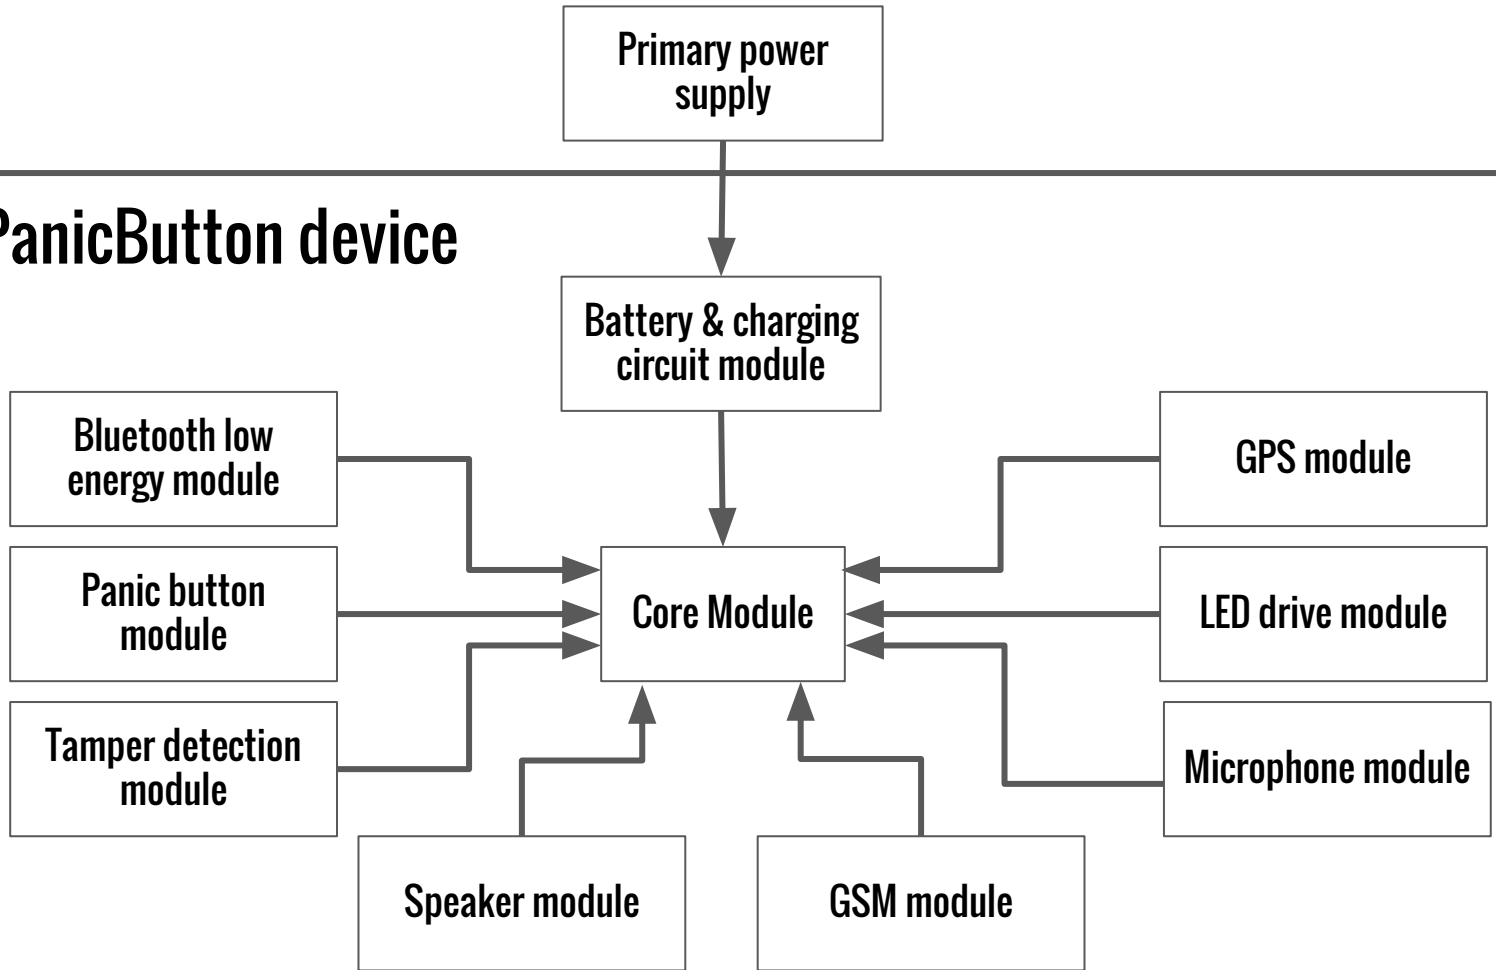 Primary power
supply
PanicButton device
Battery & charging
circuit module
Bluetooth low
energy module
GPS module
Panic button
module
Core Module
LED drive module
Tamper detection
module
Microphone module
Speaker module
GSM module